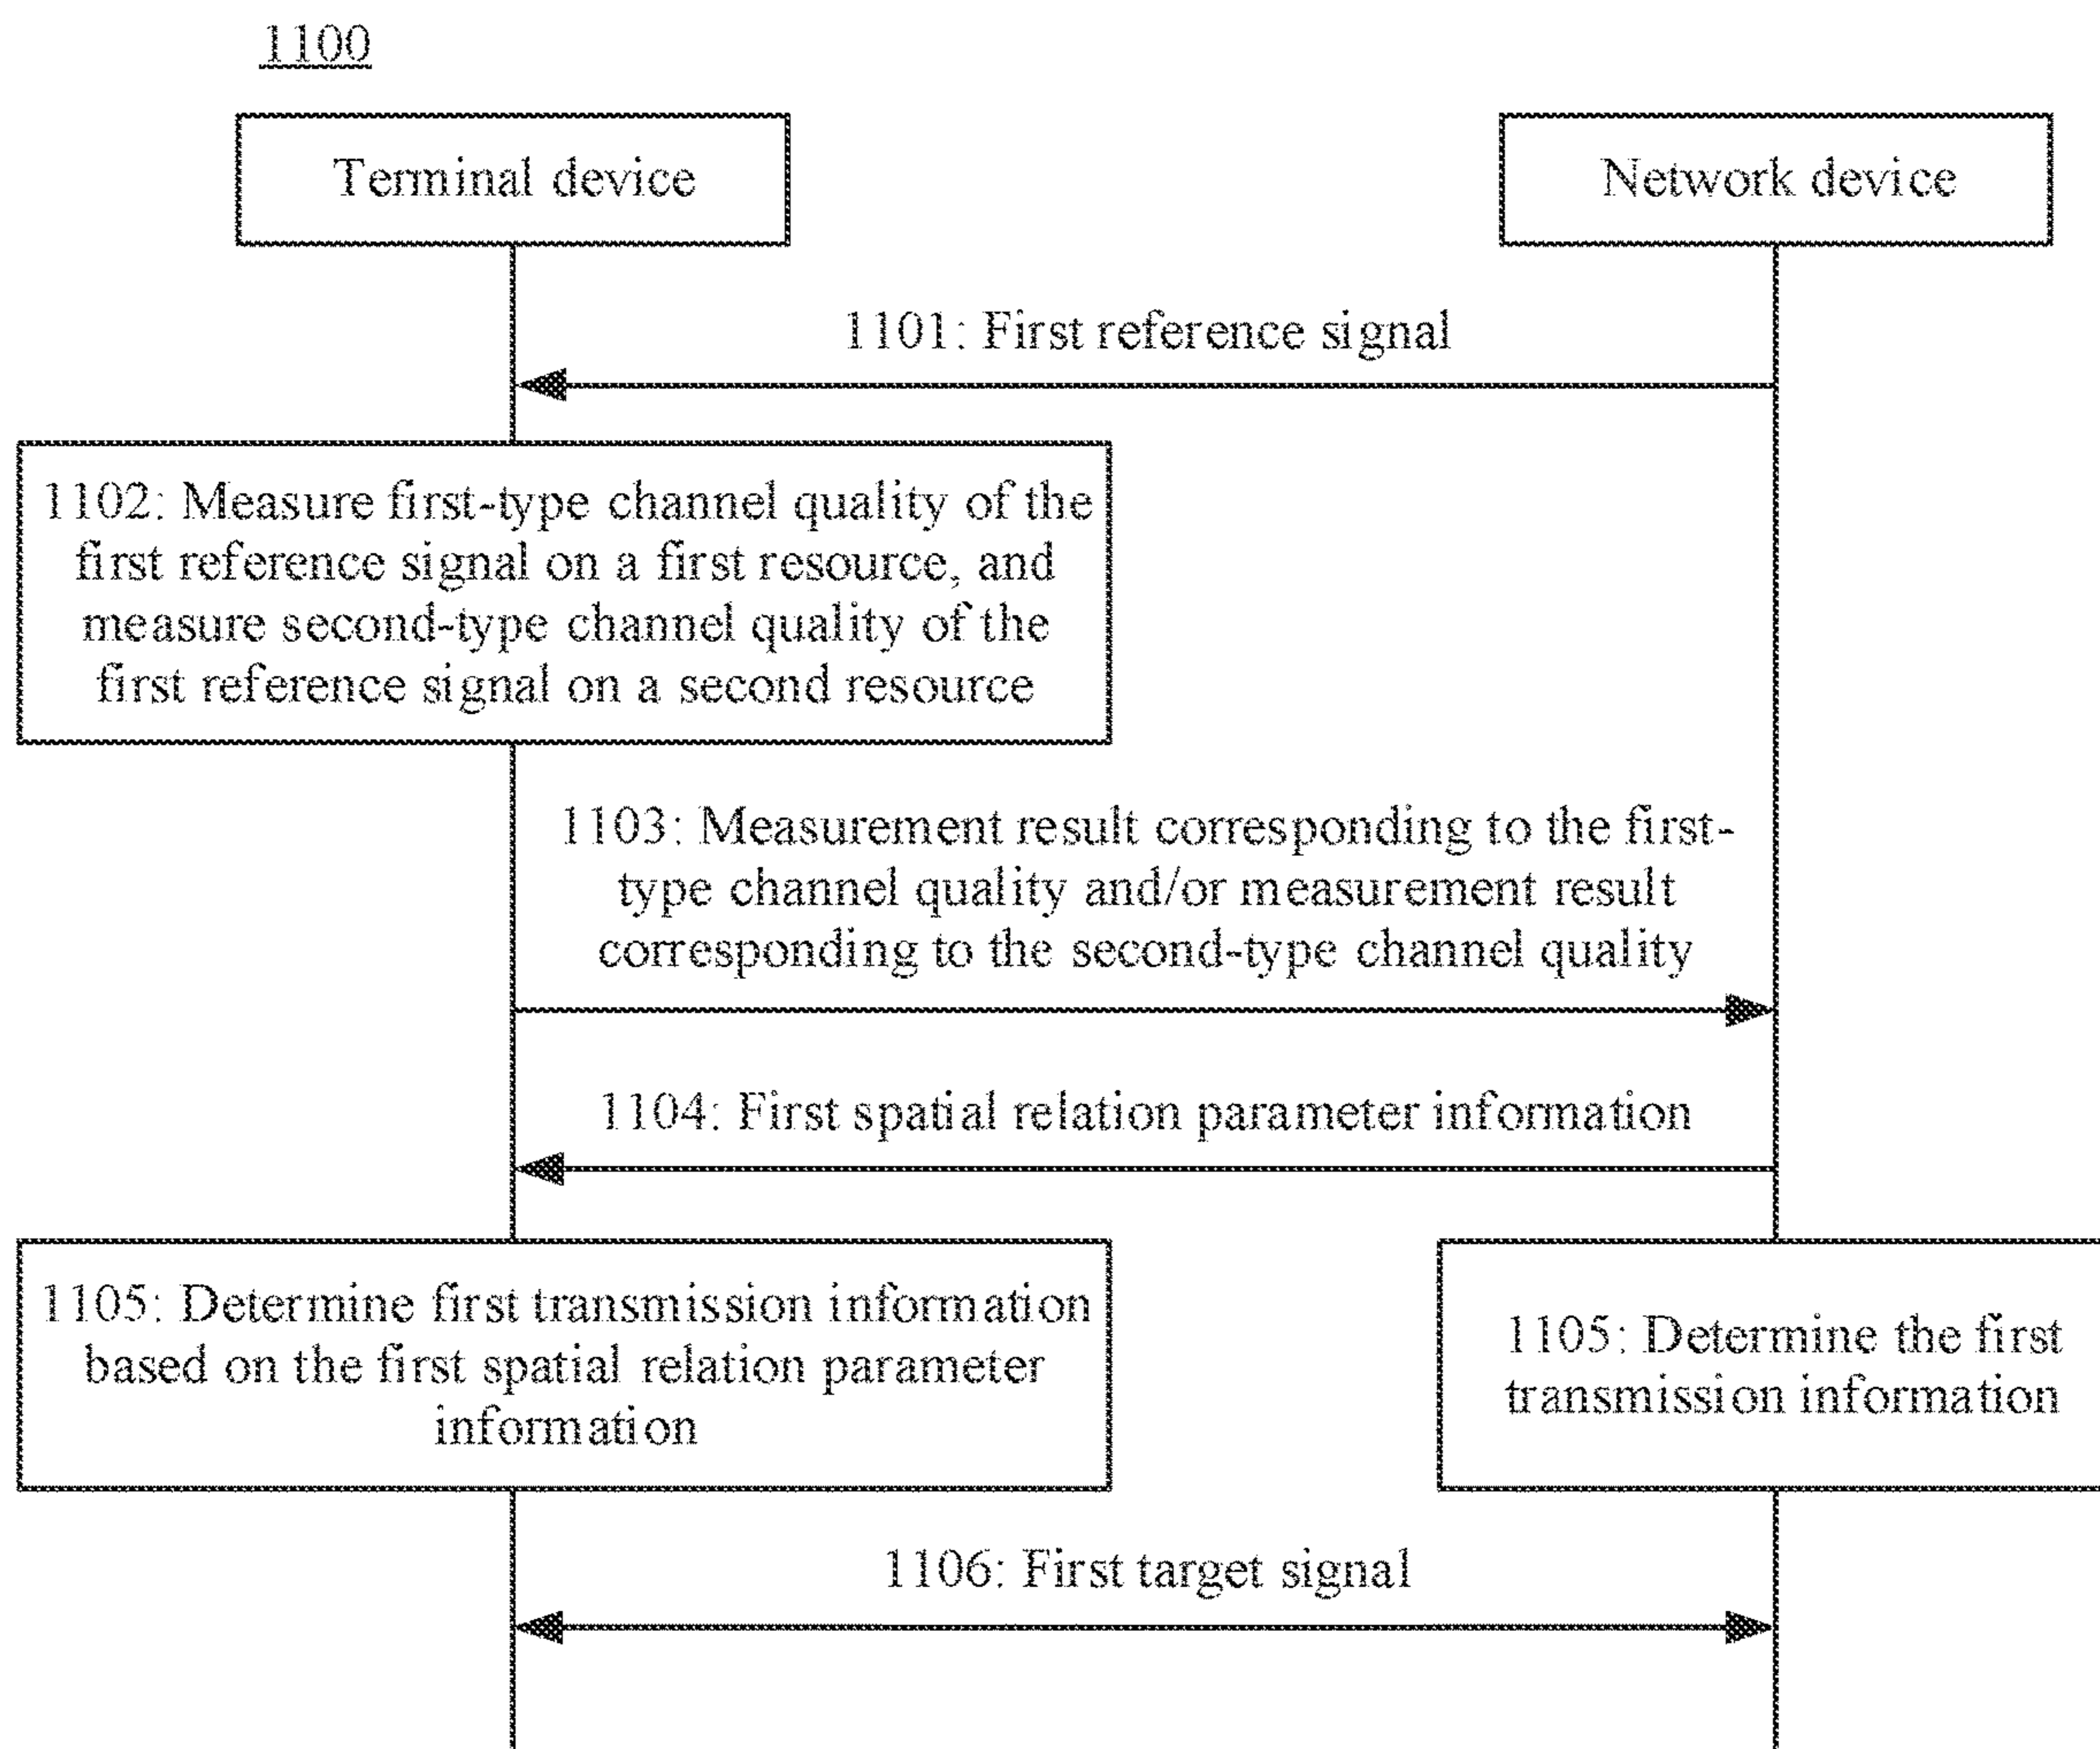 1100
Terminal device
Network device
1101: First reference signal
1102: Measure first-type channel quality of the
first reference signal on a first resource, and
measure second-type channel quality of the
first reference signal on a second resource
1103: Measurement result corresponding to the first-
type channel quality and/or measurement result
corresponding to the second-type channel quality
1104: First spatial relation parameter information
1105: Determine first transmission information
based on the first spatial relation parameter
information
1105: Determine the first
transmission information
1106: First target signal